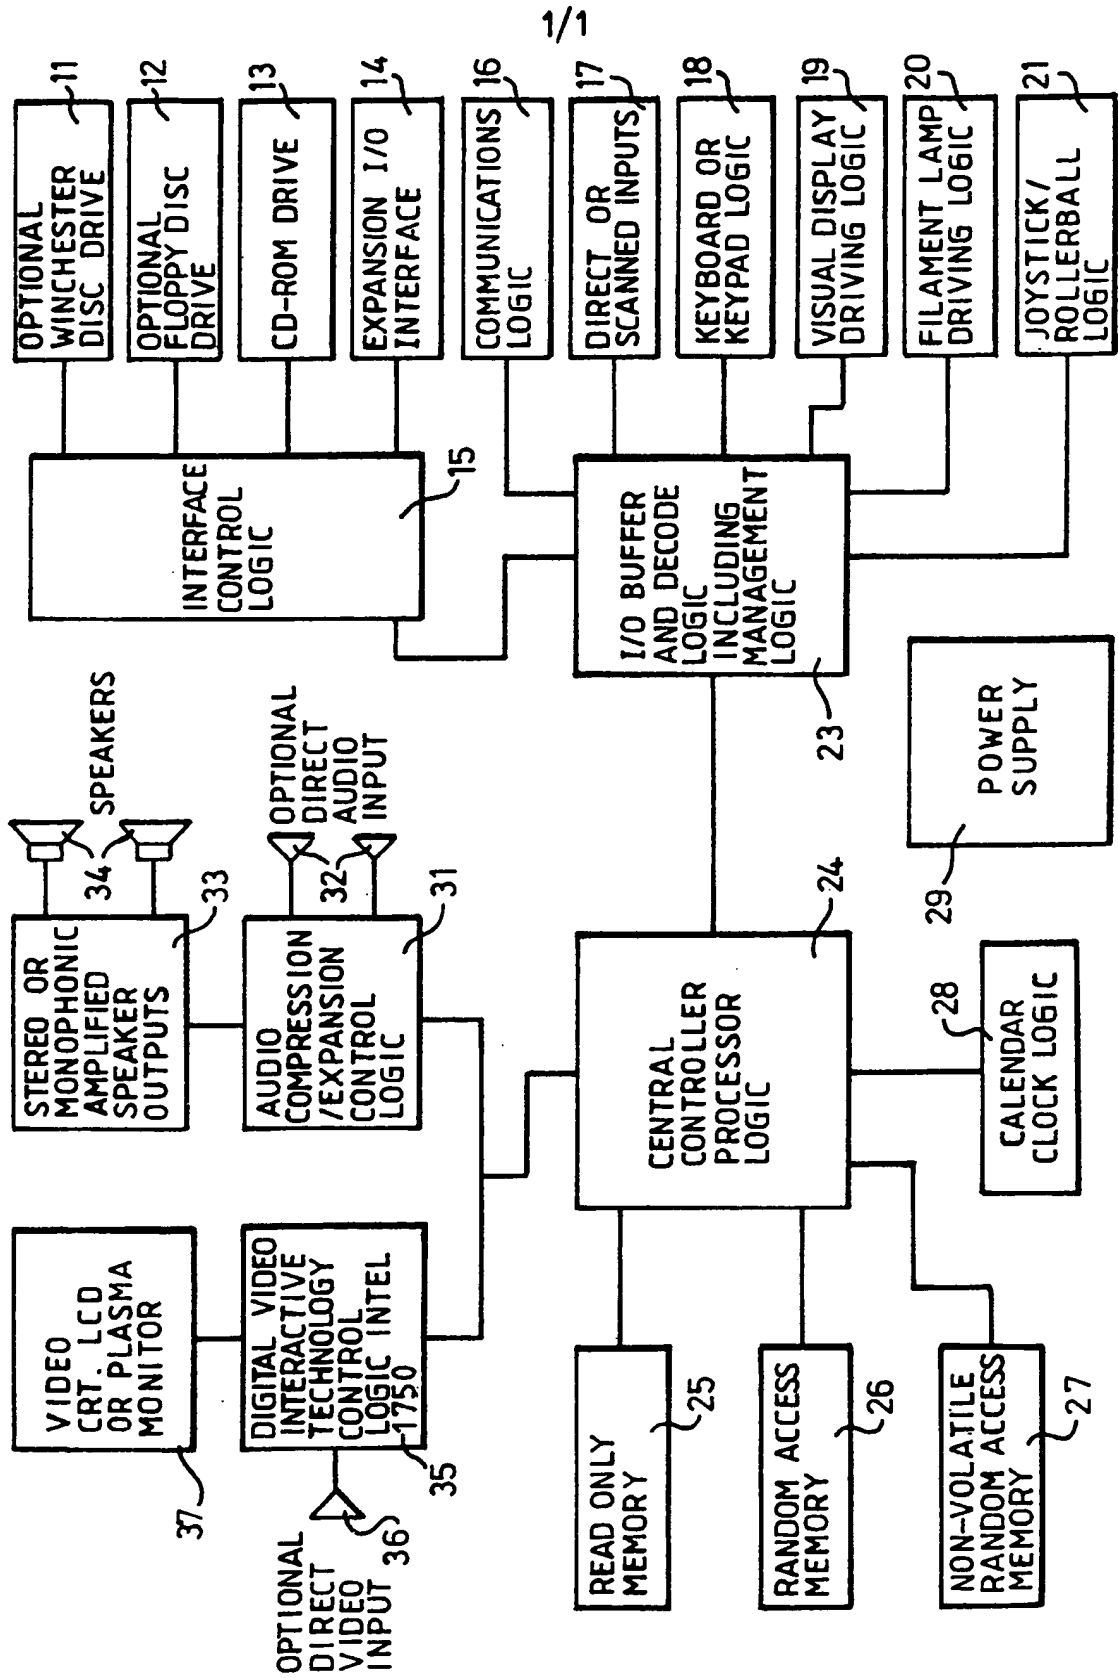 1/1
OPTIONAL
WINCHESTER
DISC DRIVE
11
OPTIONAL
FLOPPY DISC
DRIVE
12
CD-ROM DRIVE
13
EXPANSION I/O
INTERFACE
14
COMMUNICATIONS
LOGIC
16
DIRECT OR
SCANNED INPUTS
17
KEYBOARD OR
KEYPAD LOGIC
18
VISUAL DISPLAY
DRIVING LOGIC
19
FILAMENT LAMP
DRIVING LOGIC
20
JOYSTICK/
ROLLERBALL
LOGIC
21
INTERFACE
CONTROL
LOGIC
15
I/O BUFFER
AND DECODE
LOGIC
INCLUDING
MANAGEMENT
LOGIC
23
POWER
SUPPLY
29
SPEAKERS
34
STEREO OR
MONOPHONIC
AMPLIFIED
SPEAKER
OUTPUTS
33
OPTIONAL
DIRECT
AUDIO
INPUT
32
AUDIO
COMPRESSION
/EXPANSION
CONTROL
LOGIC
31
CENTRAL
CONTROLLER
PROCESSOR
LOGIC
24
CALENDAR
CLOCK LOGIC
28
VIDEO
CRT. LCD
OR PLASMA
MONITOR
37
DIGITAL VIDEO
INTERACTIVE
TECHNOLOGY
CONTROL
LOGIC INTEL
1750
35
OPTIONAL
DIRECT
VIDEO
INPUT
36
READ ONLY
MEMORY
25
RANDOM ACCESS
MEMORY
26
NON-VOLATILE
RANDOM ACCESS
MEMORY
27